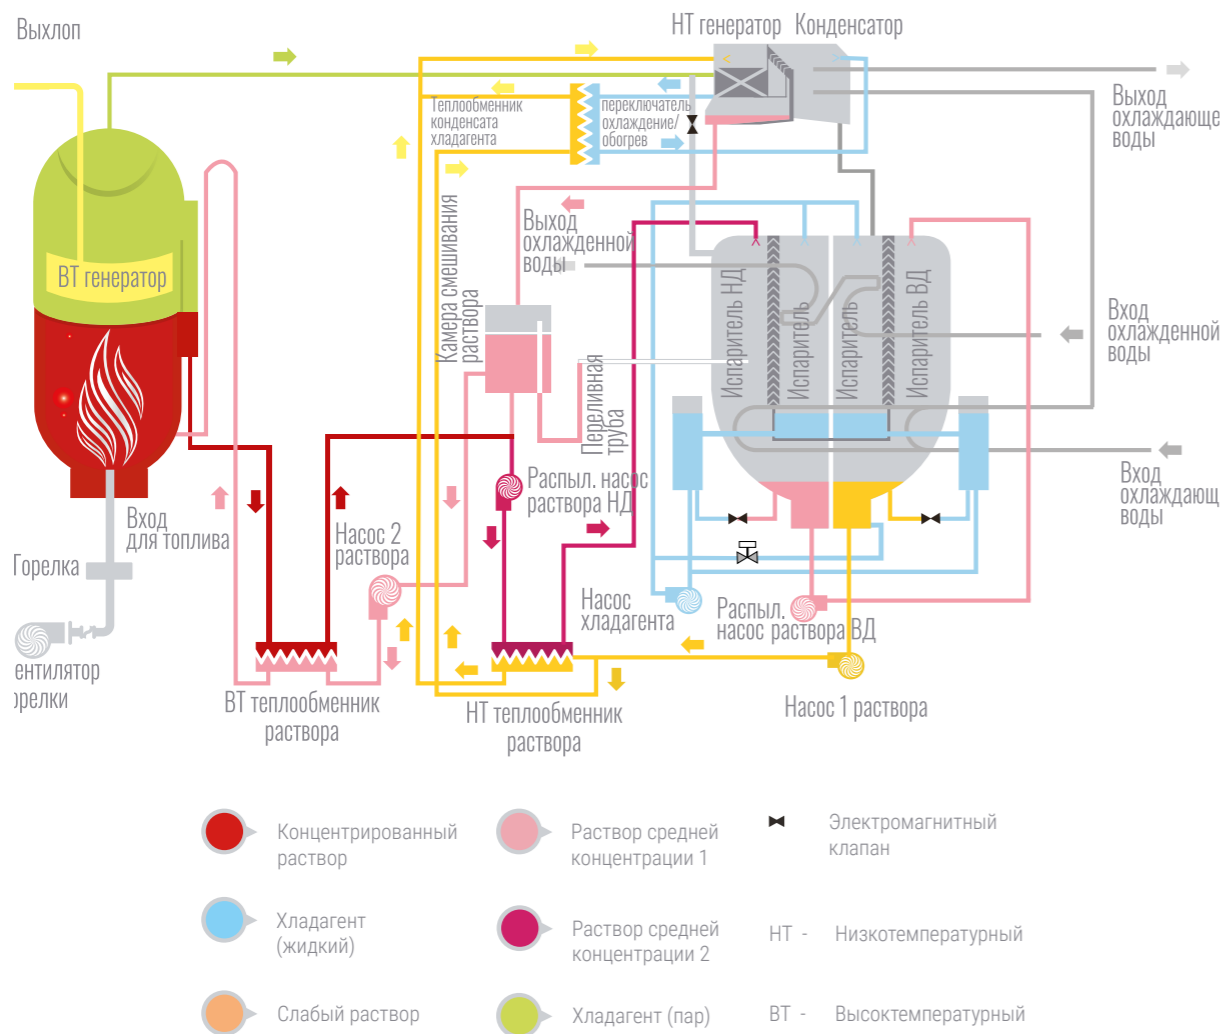 Выхлоп
НТ генератор
Конденсатор
Выход
охлаждающе
воды
Теплообменник
конденсата
хладагента
переключатель
охлаждение/
обогрев
ВТ генератор
Камера смешивания
раствора
Выход
охлажденной
воды
Испаритель НД
Испаритель
Испаритель
Испаритель ВД
Вход
охлажденной
воды
Переливная
труба
Вход
охлаждающ
воды
Распыл. насос
раствора НД
Вход
для топлива
Насос 2
раствора
Горелка
Насос
хладагента
Распыл.
насос раствора ВД
ентилятор
орелки
ВТ теплообменник
раствора
НТ теплообменник
раствора
Насос 1 раствора
Концентрированный
раствор
Раствор средней
концентрации 1
Электромагнитный
клапан
Хладагент
(жидкий)
Раствор средней
концентрации 2
НТ - Низкотемпературный
Слабый раствор
Хладагент (пар)
ВТ - Высоктемпературный